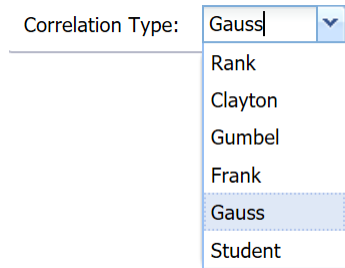 Correlation Type: Gauss
Rank
Clayton
Gumbel
Frank
Gauss
Student